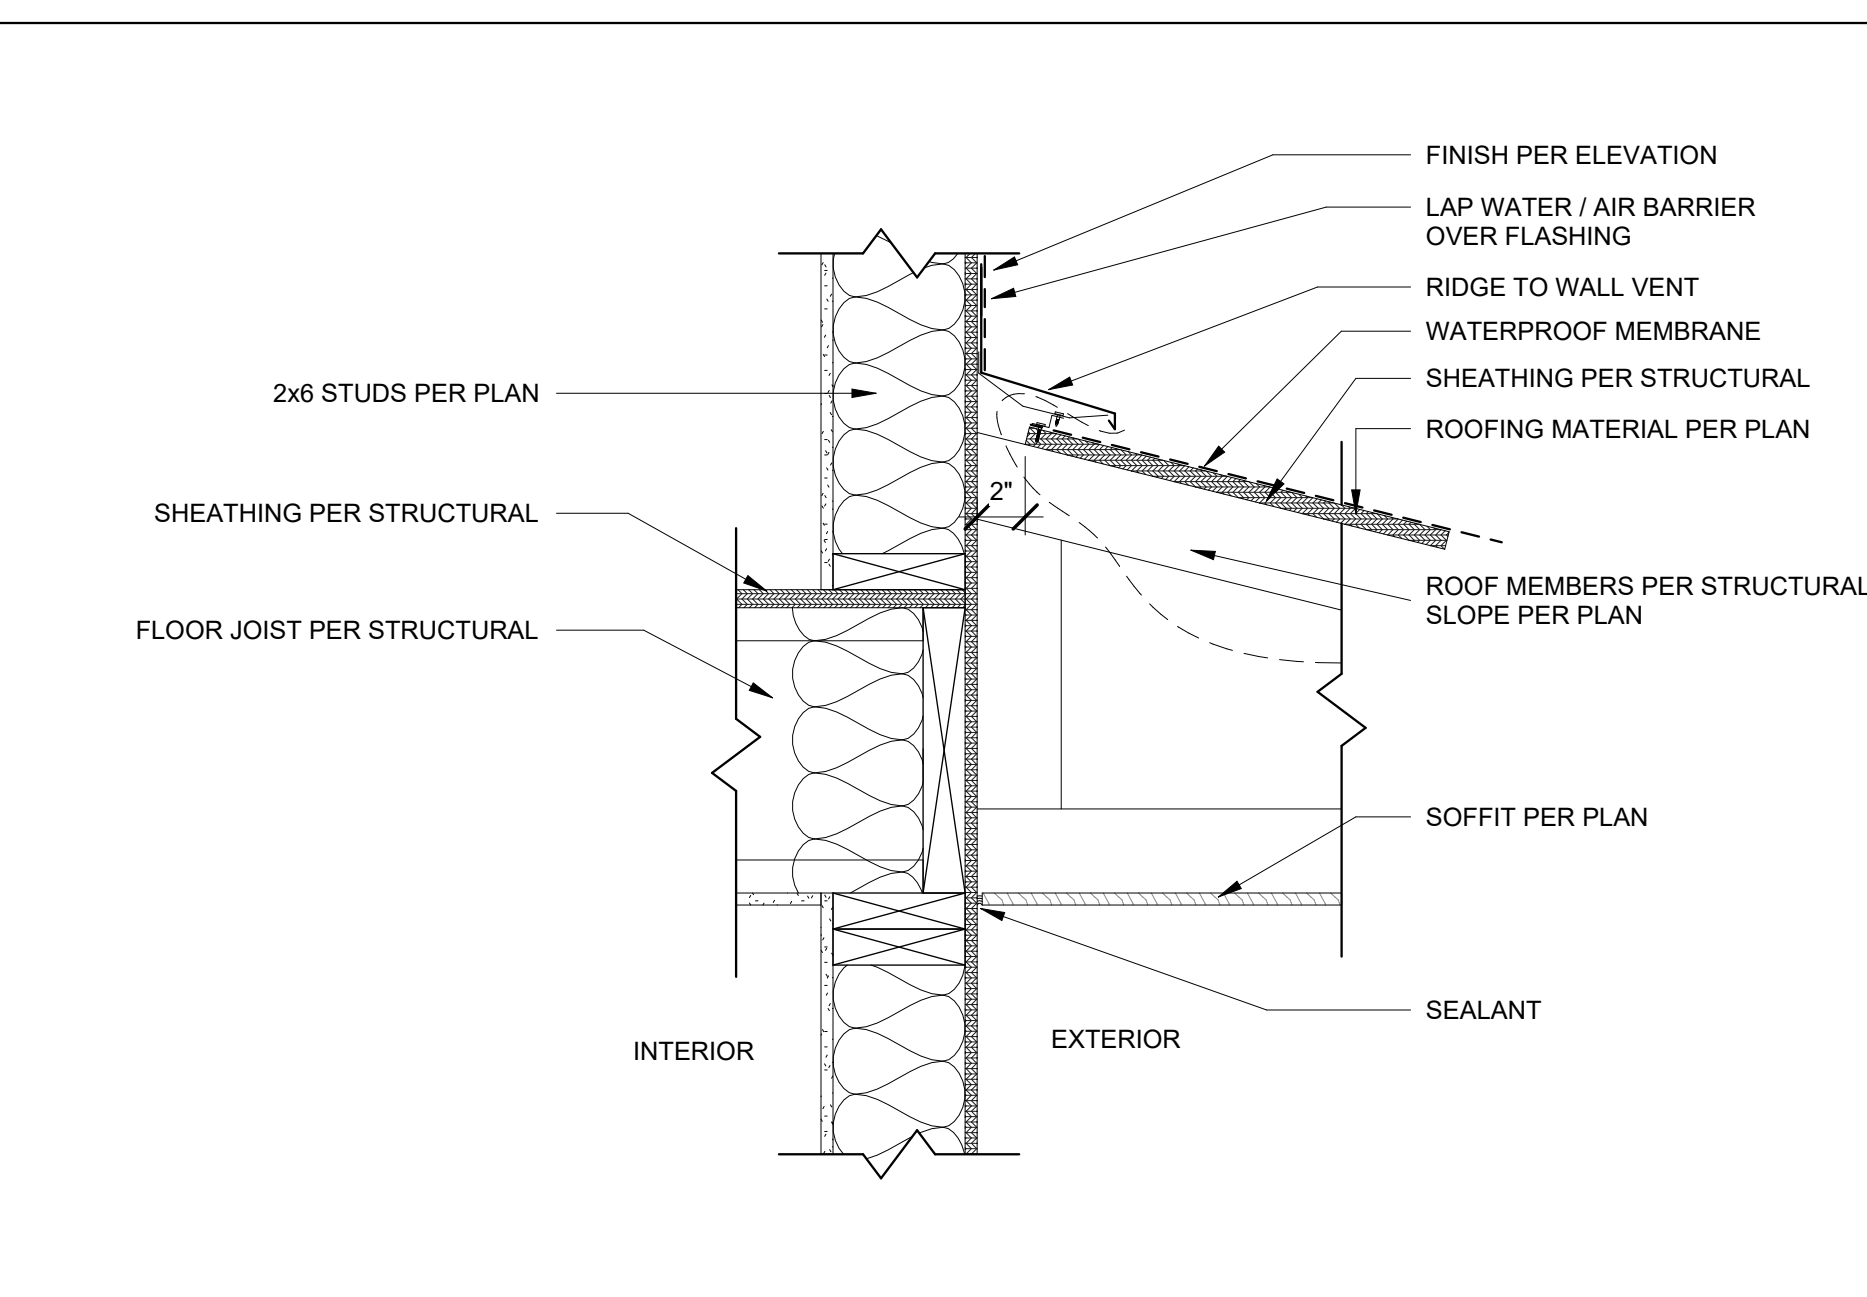 FINISH PER ELEVATION
LAP WATER / AIR BARRIER
OVER FLASHING
RIDGE TO WALL VENT
WATERPROOF MEMBRANE
SHEATHING PER STRUCTURAL
ROOFING MATERIAL PER PLAN
2x6 STUDS PER PLAN
2"
SHEATHING PER STRUCTURAL
ROOF MEMBERS PER STRUCTURAL
SLOPE PER PLAN
FLOOR JOIST PER STRUCTURAL
SOFFIT PER PLAN
SEALANT
INTERIOR
EXTERIOR